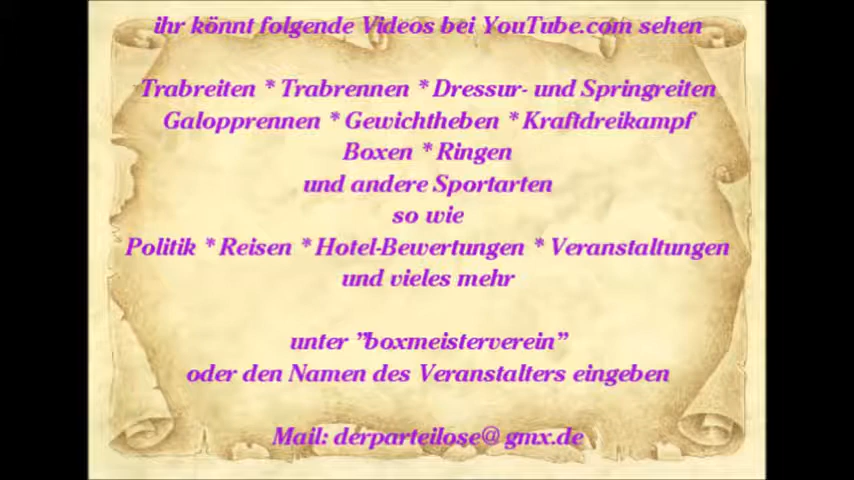 ihr könnt folgende Videos bei YouTube.com sehen
Trabreiten * Trabrennen * Dressur- und Springreiten
Galopprennen * Gewichtheben * Kraftdreikampf
Boxen * Ringen
und andere Sportarten
so wie
Politik * Reisen * Hotel-Bewertungen * Veranstaltungen
und vieles mehr
unter "boxmeisterverein"
oder den Namen des Veranstalters eingeben
Mail: derparteilose@gmx.de